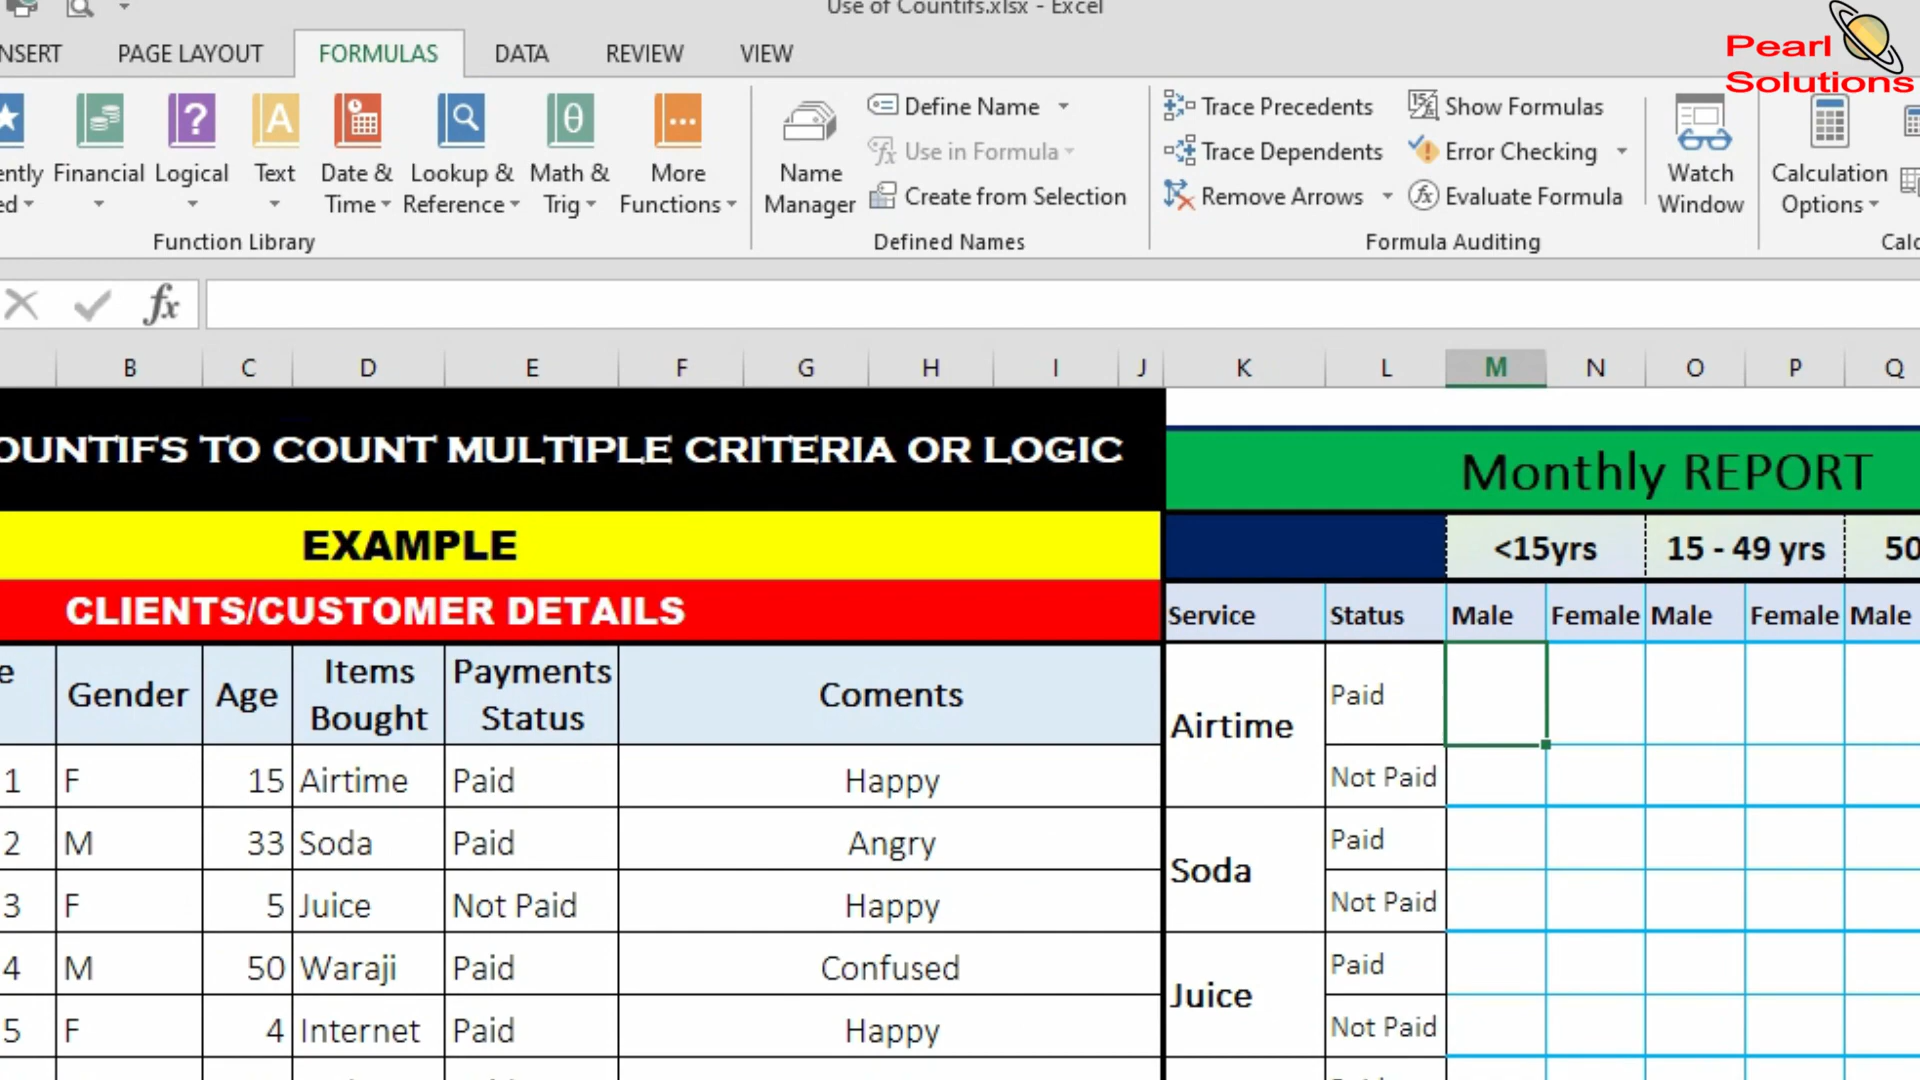 Use of Countifs.xlsx - Excel
Pearl
Solutions
NSERT PAGE LAYOUT FORMULAS DATA REVIEW VIEW
ently Financial Logical Text Date & Lookup & Math & More
ed Time Reference Trig Functions
Function Library
Name
Manager
Define Name
Use in Formula
Create from Selection
Defined Names
Trace Precedents
Trace Dependents
Remove Arrows
Show Formulas
Error Checking
Evaluate Formula
Formula Auditing
Watch
Window
Calculation
Options
Calc
fx
B C D E F G H I J K L M N O P Q
OUNTIFS TO COUNT MULTIPLE CRITERIA OR LOGIC
EXAMPLE
CLIENTS/CUSTOMER DETAILS
e Gender Age Items Bought Payments Status Coments
1 F 15 Airtime Paid Happy
2 M 33 Soda Paid Angry
3 F 5 Juice Not Paid Happy
4 M 50 Waraji Paid Confused
5 F 4 Internet Paid Happy
Monthly REPORT
<15yrs 15 - 49 yrs 50
Service Status Male Female Male Female Male
Airtime Paid
Not Paid
Soda Paid
Not Paid
Juice Paid
Not Paid